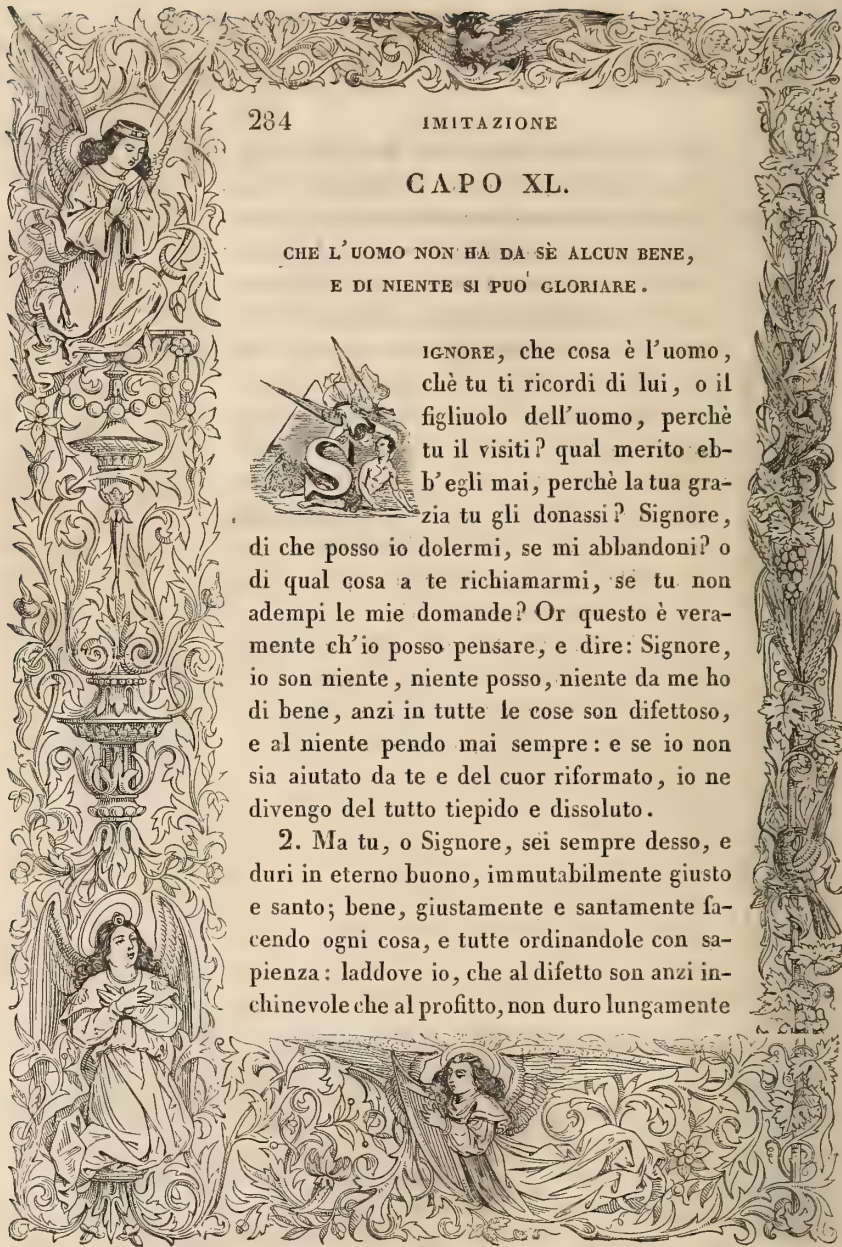 284 IMITAZIONE
CAPO XL.
CHE L'UOMO NON HA DA SÈ ALCUN BENE,
E DI NIENTE SI PUO' GLORIARE.
SIGNORE, che cosa è l'uomo,
chè tu ti ricordi di lui, o il
figliuolo dell'uomo, perchè
tu il visiti? qual merito eb-
b'egli mai, perchè la tua gra-
zia tu gli donassi? Signore,
di che posso io dolermi, se mi abbandoni? o
di qual cosa a te richiamarmi, se tu non
adempi le mie domande? Or questo è vera-
mente ch'io posso pensare, e dire: Signore,
io son niente, niente posso, niente da me ho
di bene, anzi in tutte le cose son difettoso,
e al niente pendo mai sempre: e se io non
sia aiutato da te e del cuor riformato, io ne
divengo del tutto tiepido e dissoluto.
2. Ma tu, o Signore, sei sempre desso, e
duri in eterno buono, immutabilmente giusto
e santo; bene, giustamente e santamente fa-
cendo ogni cosa, e tutte ordinandole con sa-
pienza: laddove io, che al difetto son anzi in-
chinevole che al profitto, non duro lungamente